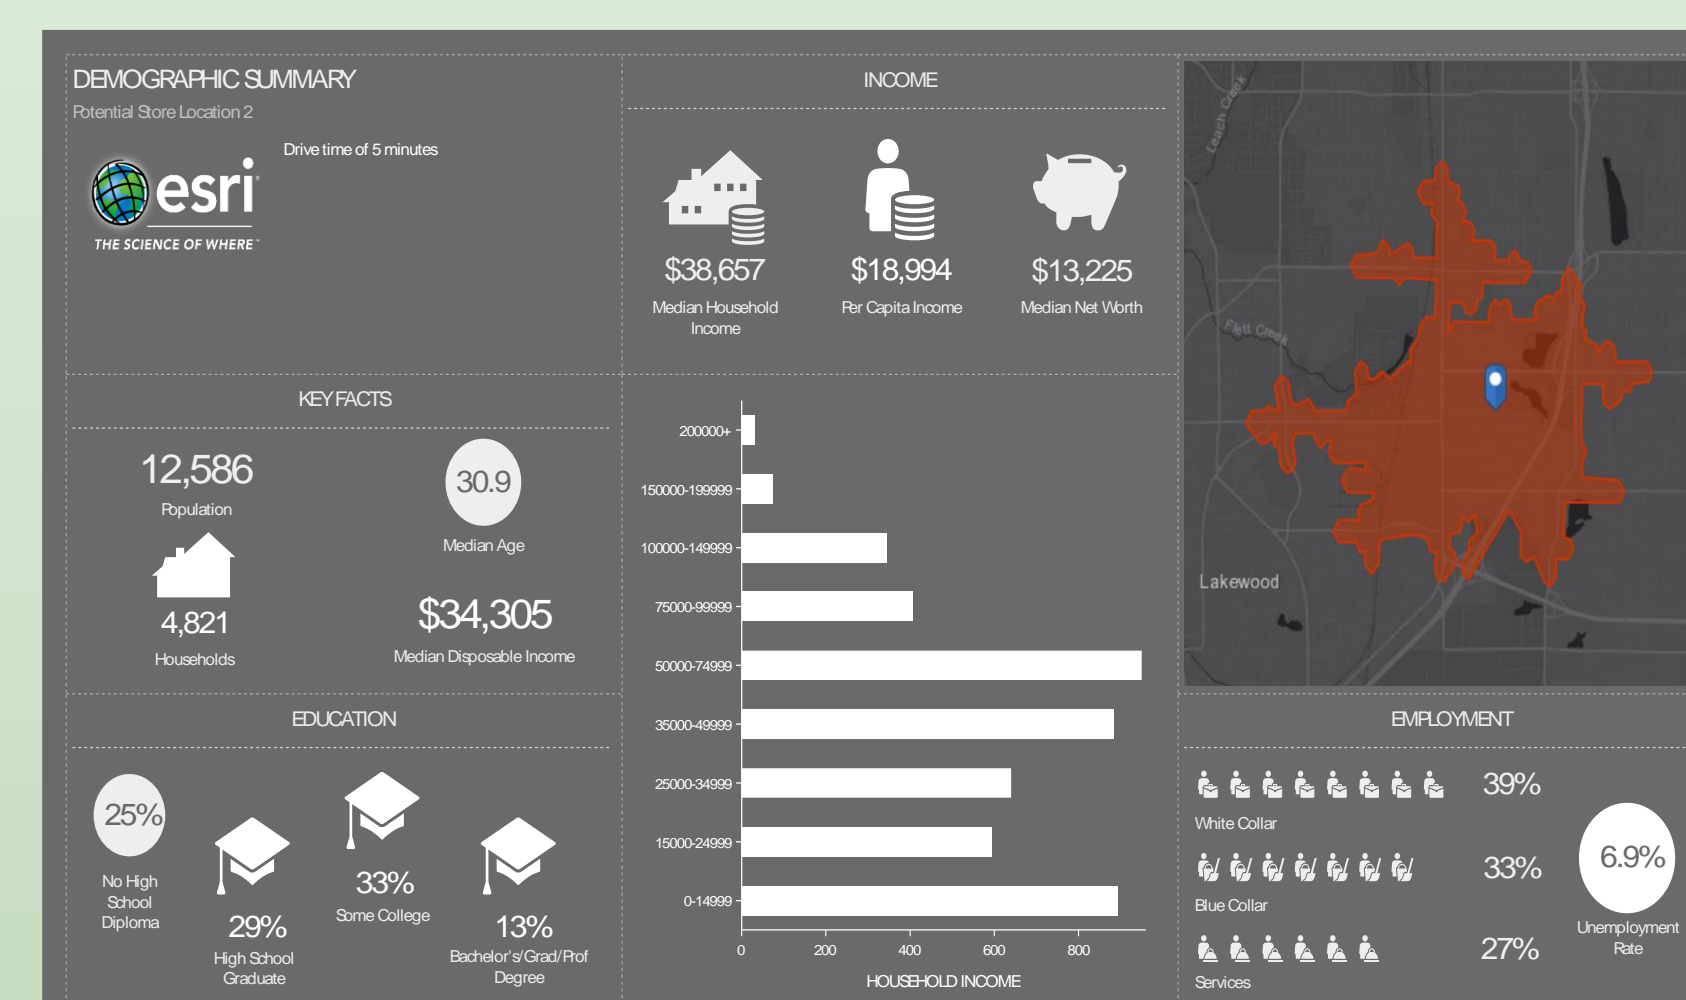 DEMOGRAPHIC SUMMARY
Potential Store Location 2
Drive time of 5 minutes
esri
THE SCIENCE OF WHERE
INCOME
$38,657
Median Household
Income
$18,994
Per Capita Income
$13,225
Median Net Worth
KEY FACTS
12,586
Population
30.9
Median Age
4,821
Households
$34,305
Median Disposable Income
EDUCATION
25%
No High
School
Diploma
29%
High School
Graduate
33%
Some College
13%
Bachelor's/Grad/Prof
Degree
200000+
150000-199999
100000-149999
75000-99999
50000-74999
35000-49999
25000-34999
15000-24999
0-14999
0 200 400 600 800
HOUSEHOLD INCOME
Leach Creek
Flett Creek
Lakewood
EMPLOYMENT
39%
White Collar
33%
Blue Collar
27%
Services
6.9%
Unemployment
Rate